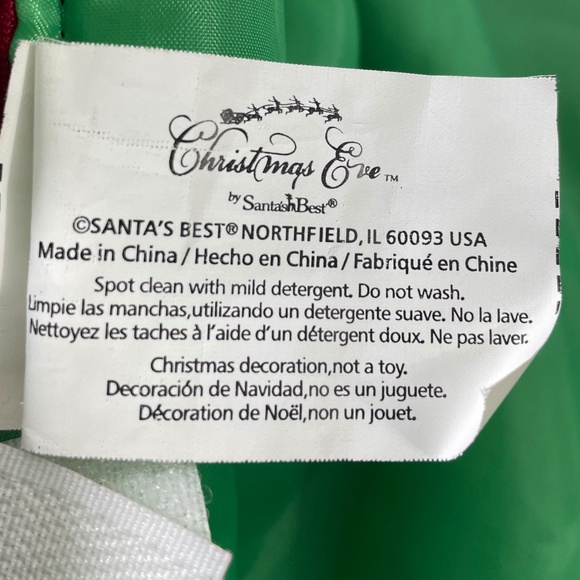 Christmas Eve™
by Santa's Best®
©SANTA'S BEST® NORTHFIELD, IL 60093 USA
Made in China / Hecho en China / Fabriqué en Chine
Spot clean with mild detergent. Do not wash.
Limpie las manchas,utilizando un detergente suave. No la lave.
Nettoyez les taches à l'aide d'un détergent doux. Ne pas laver.
Christmas decoration,not a toy.
Decoración de Navidad,no es un juguete.
Décoration de Noël,non un jouet.